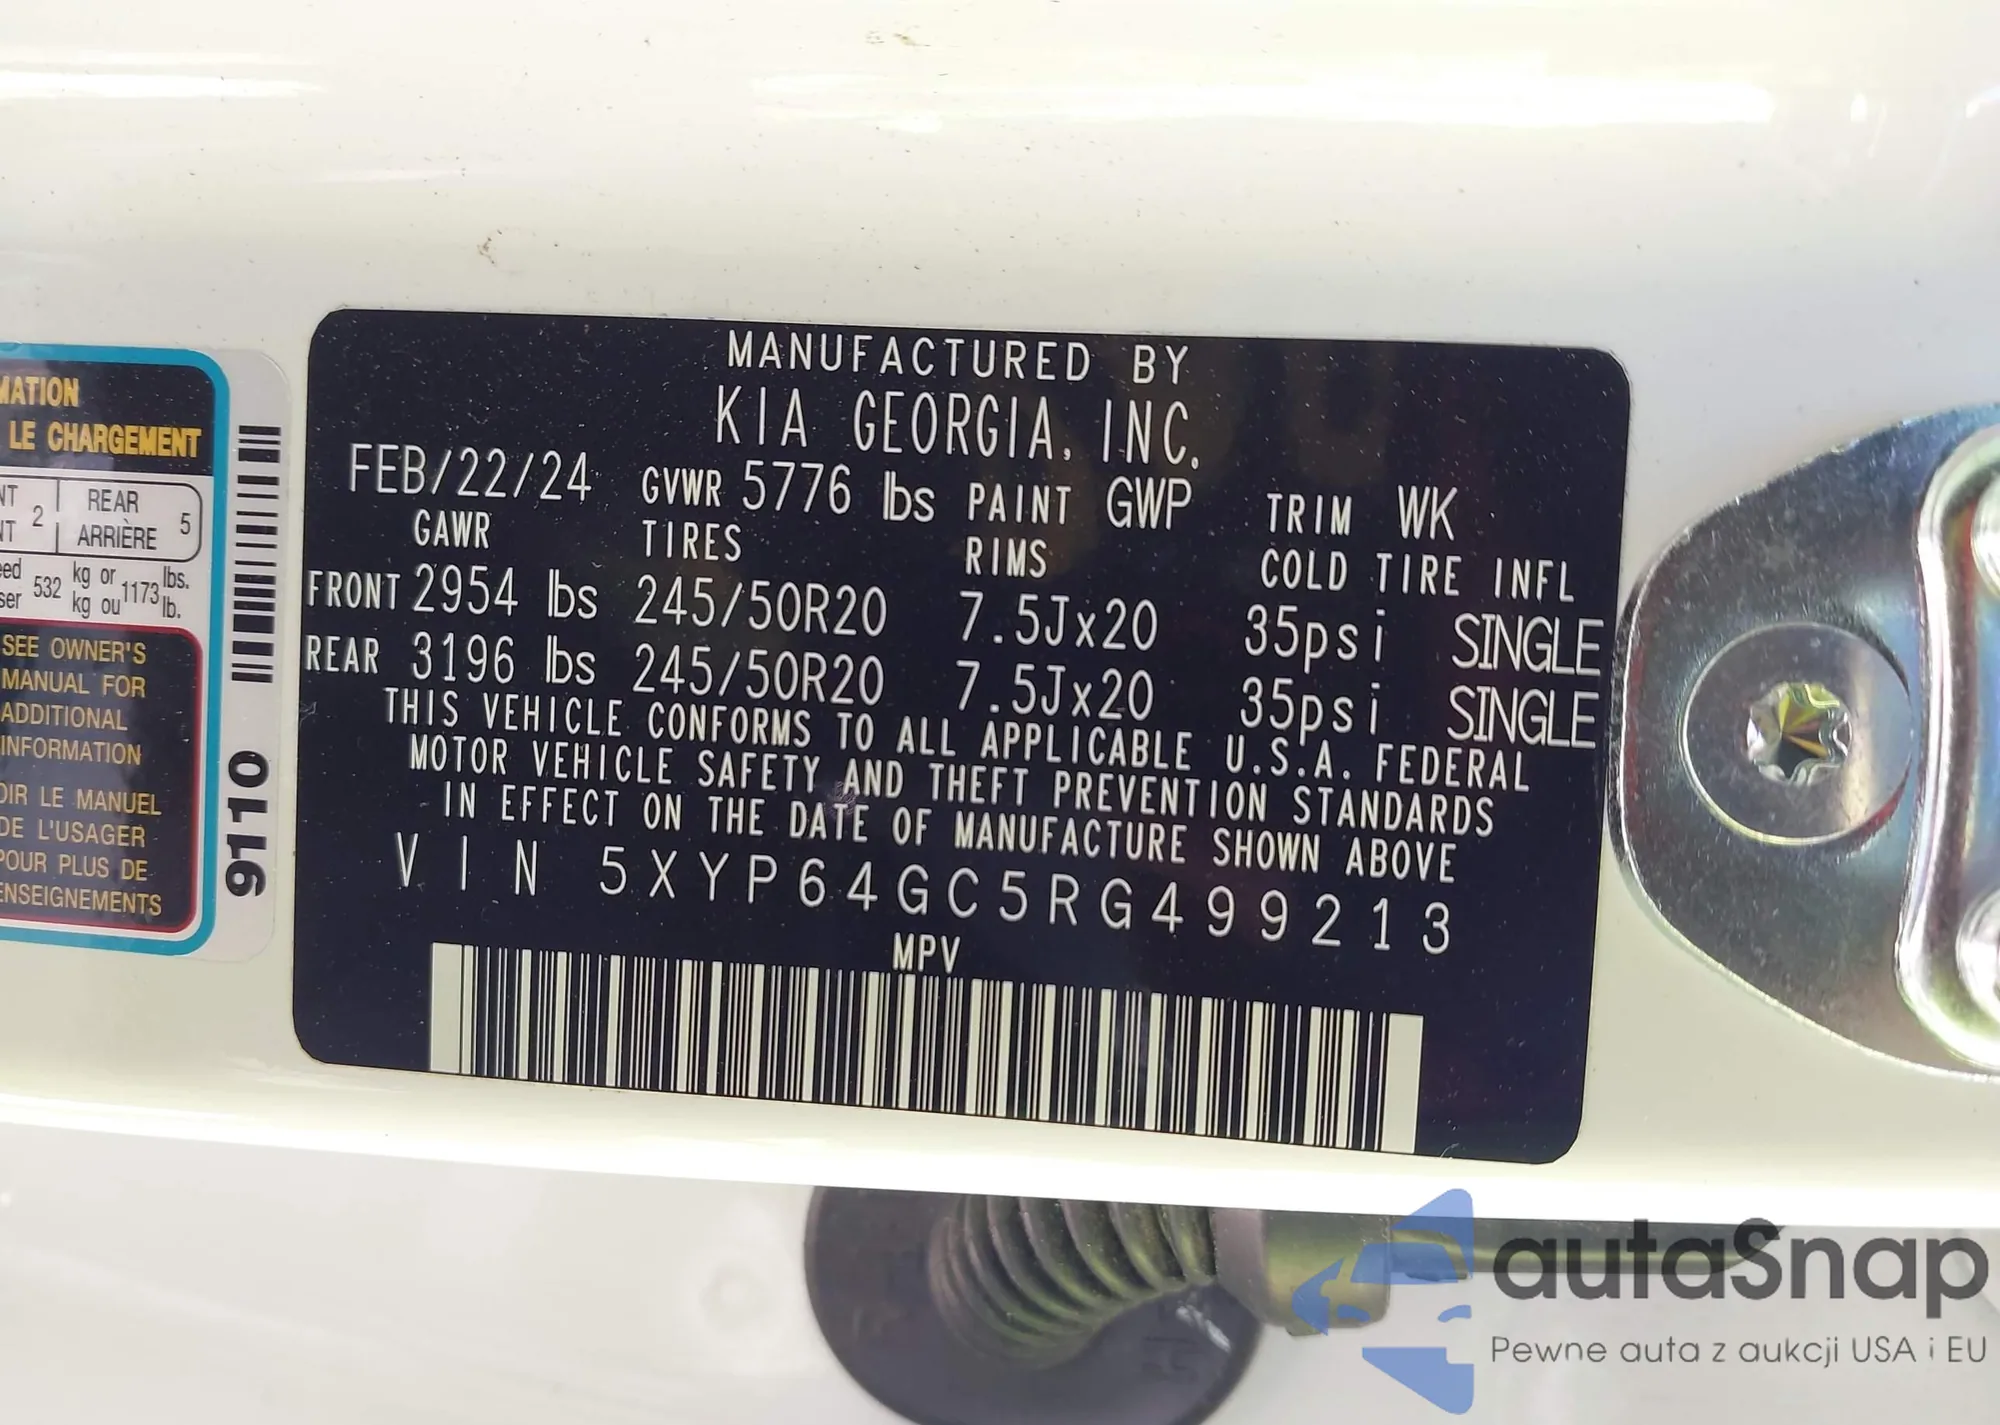 MATION
LE CHARGEMENT
NT 2 REAR 5
NT ARRIÈRE
eed 532 kg or 1173 lbs.
ser kg ou lb.
SEE OWNER'S
MANUAL FOR
ADDITIONAL
INFORMATION
OIR LE MANUEL
DE L'USAGER
POUR PLUS DE
ENSEIGNEMENTS
9110
MANUFACTURED BY
KIA GEORGIA, INC.
FEB/22/24 GVWR 5776 lbs PAINT GWP TRIM WK
GAWR TIRES RIMS COLD TIRE INFL
FRONT 2954 lbs 245/50R20 7.5Jx20 35psi SINGLE
REAR 3196 lbs 245/50R20 7.5Jx20 35psi SINGLE
THIS VEHICLE CONFORMS TO ALL APPLICABLE U.S.A. FEDERAL
MOTOR VEHICLE SAFETY AND THEFT PREVENTION STANDARDS
IN EFFECT ON THE DATE OF MANUFACTURE SHOWN ABOVE
VIN 5XYP64GC5RG499213
MPV
autaSnap
Pewne auta z aukcji USA i EU